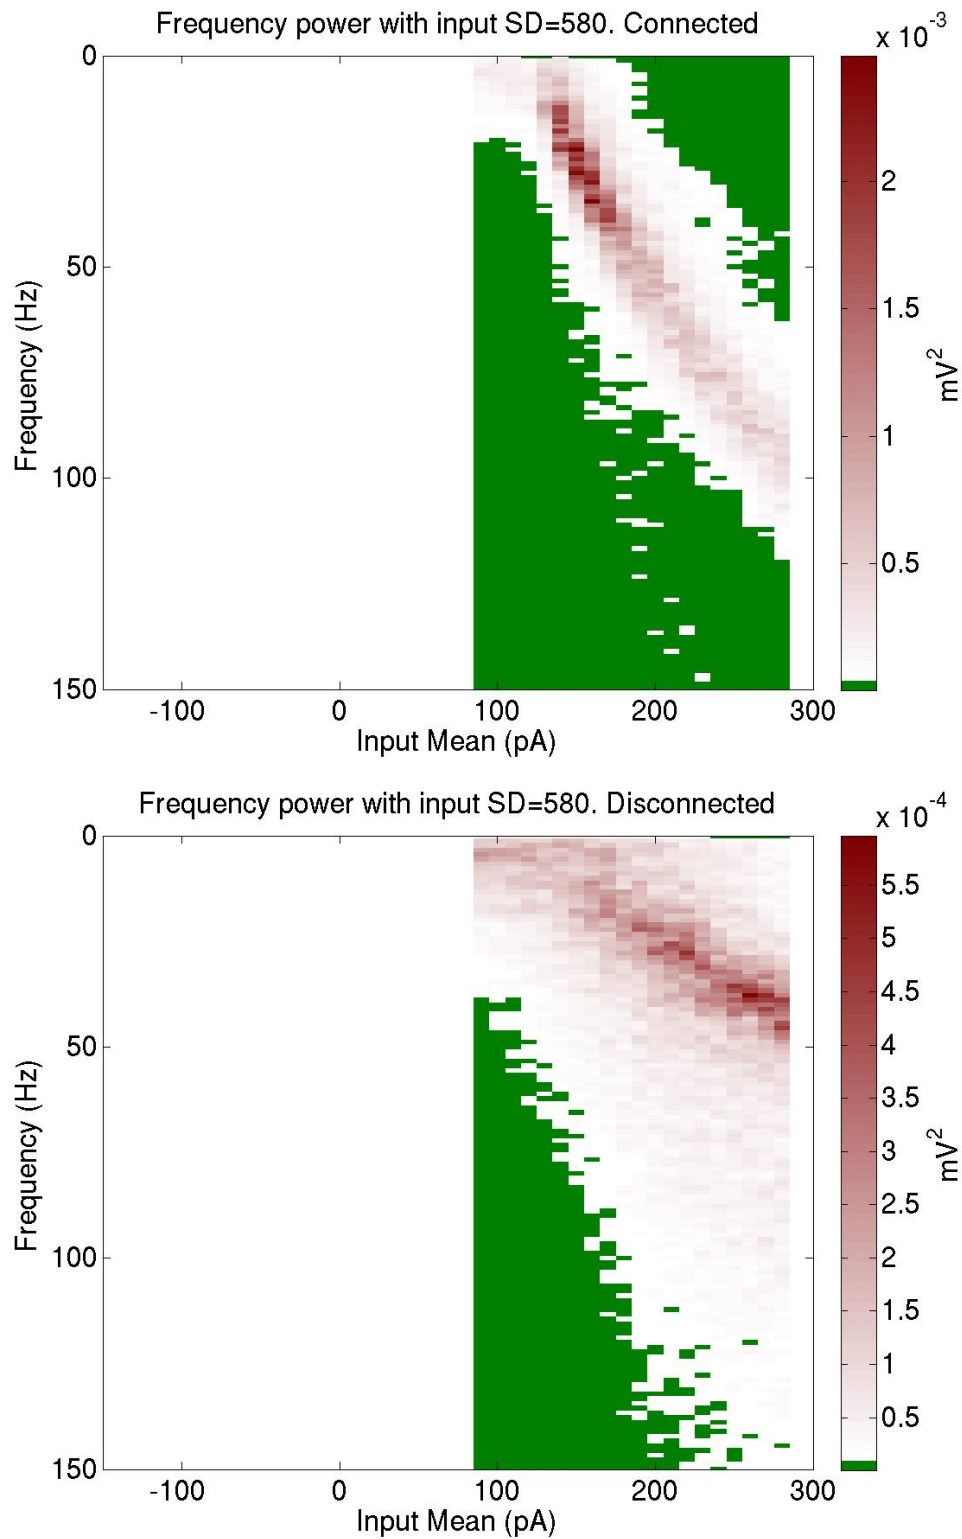 Frequency power with input SD=580. Connected
x 10^-3
0
50
100
150
Frequency (Hz)
-100 0 100 200 300
Input Mean (pA)
2
1.5
1
0.5
mV^2
Frequency power with input SD=580. Disconnected
x 10^-4
0
50
100
150
Frequency (Hz)
-100 0 100 200 300
Input Mean (pA)
5.5
5
4.5
4
3.5
3
2.5
2
1.5
1
0.5
mV^2